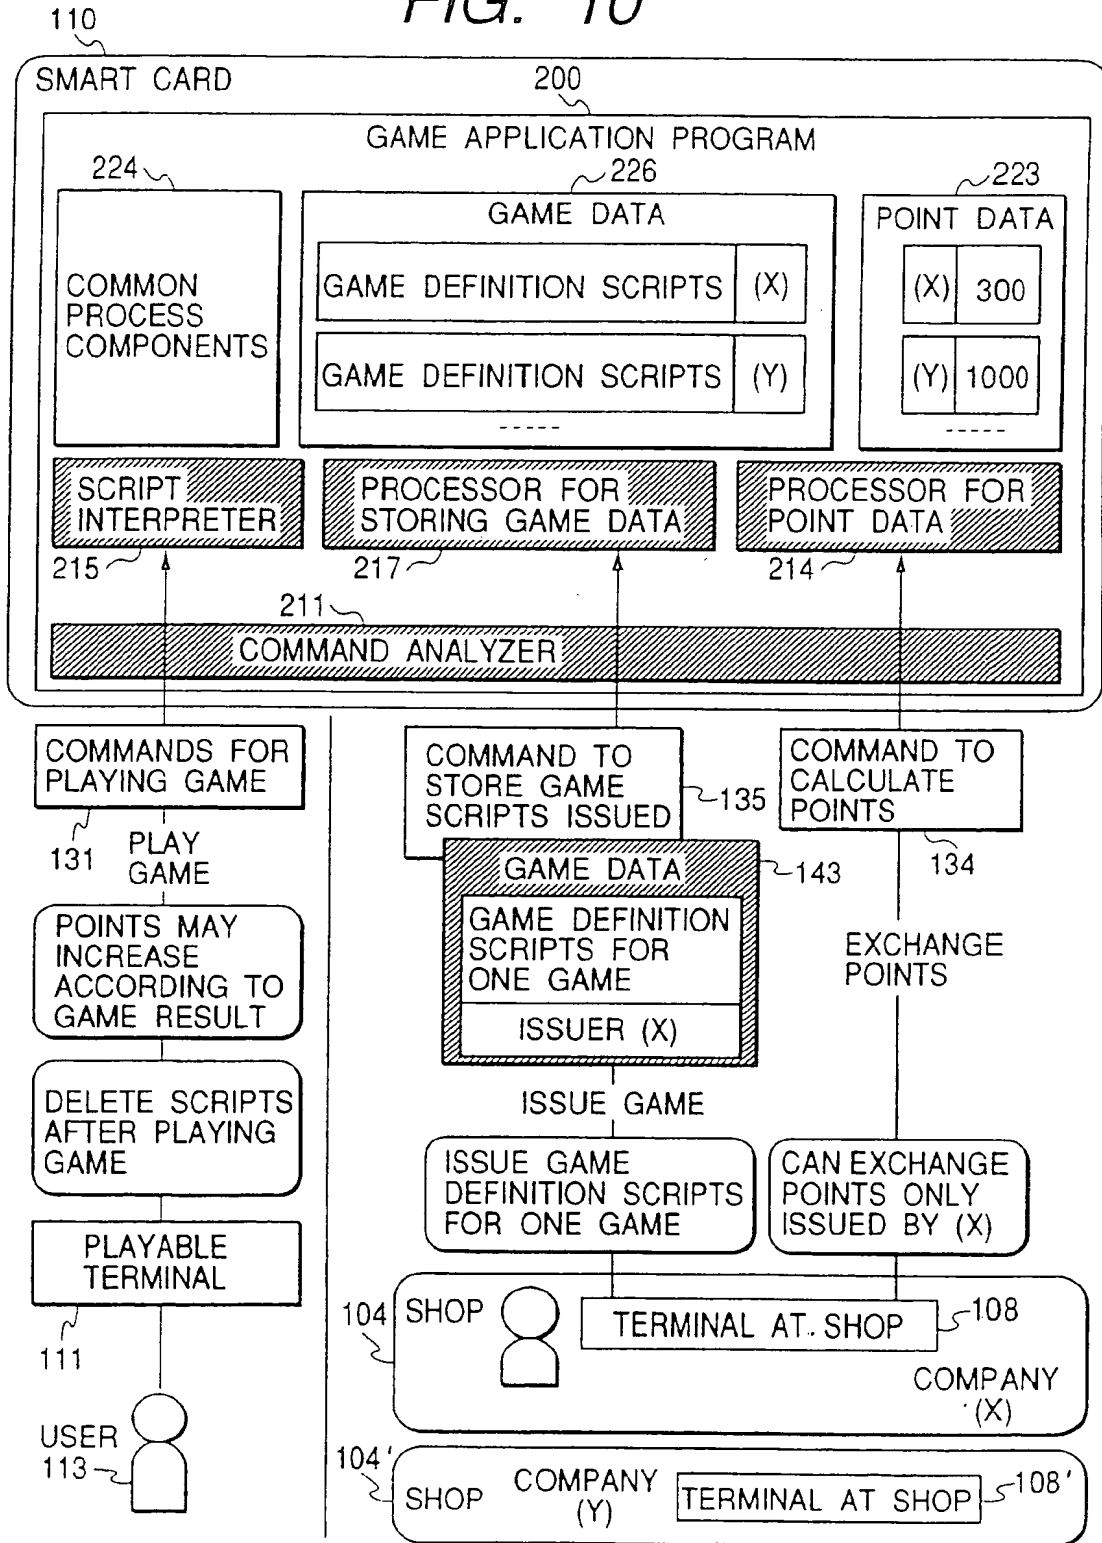 FIG. 10
110
SMART CARD
200
GAME APPLICATION PROGRAM
224
226
223
COMMON
PROCESS
COMPONENTS
GAME DATA
GAME DEFINITION SCRIPTS (X)
GAME DEFINITION SCRIPTS (Y)
-----
POINT DATA
(X) 300
(Y) 1000
-----
SCRIPT
INTERPRETER
PROCESSOR FOR
STORING GAME DATA
PROCESSOR FOR
POINT DATA
215
217
214
211
COMMAND ANALYZER
COMMANDS FOR
PLAYING GAME
131
PLAY
GAME
POINTS MAY
INCREASE
ACCORDING TO
GAME RESULT
DELETE SCRIPTS
AFTER PLAYING
GAME
PLAYABLE
TERMINAL
111
USER
113
COMMAND TO
STORE GAME
SCRIPTS ISSUED
135
GAME DATA
143
GAME DEFINITION
SCRIPTS FOR
ONE GAME
ISSUER (X)
ISSUE GAME
ISSUE GAME
DEFINITION SCRIPTS
FOR ONE GAME
COMMAND TO
CALCULATE
POINTS
134
EXCHANGE
POINTS
CAN EXCHANGE
POINTS ONLY
ISSUED BY (X)
104
SHOP
TERMINAL AT SHOP
108
COMPANY
(X)
104'
SHOP
COMPANY
(Y)
TERMINAL AT SHOP
108'